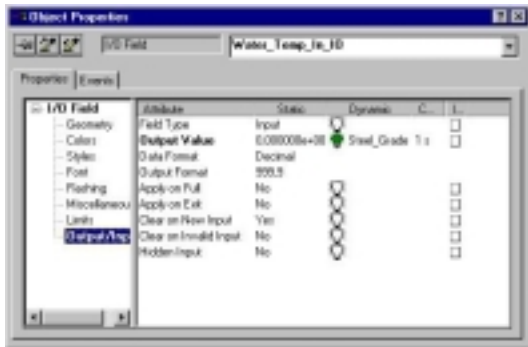 Object Properties
I/O Field Water_Temp_In_IO
Properties Events
I/O Field
Geometry
Colors
Styles
Font
Flashing
Miscellaneou
Limits
Output/Inp
Attribute Static Dynamic C... I...
Field Type Input
Output Value 0.000000e+00 Steel_Grade 1 s
Data Format Decimal
Output Format 999.9
Apply on Full No
Apply on Exit No
Clear on New Input Yes
Clear on Invalid Input No
Hidden Input No